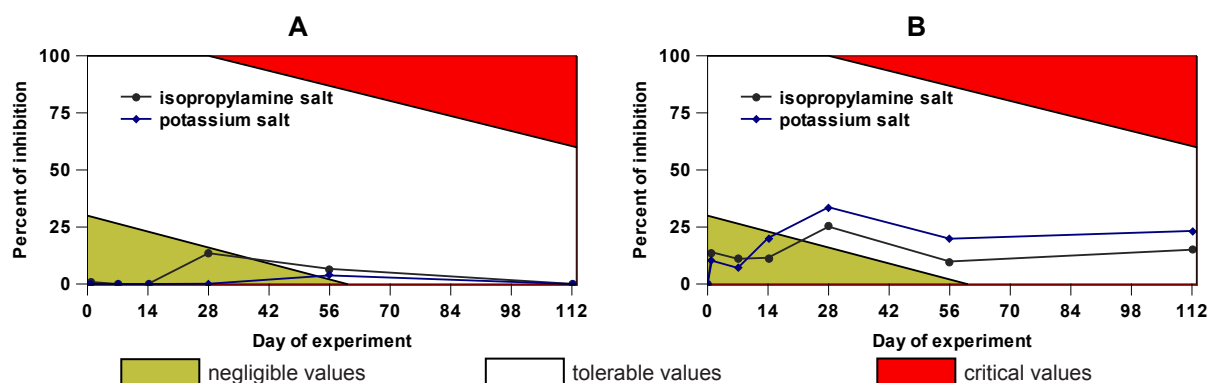 A
Percent of inhibition
100
75
50
25
0
isopropylamine salt
potassium salt
0 14 28 42 56 70 84 98 112
Day of experiment
B
Percent of inhibition
100
75
50
25
0
isopropylamine salt
potassium salt
0 14 28 42 56 70 84 98 112
Day of experiment
negligible values tolerable values critical values